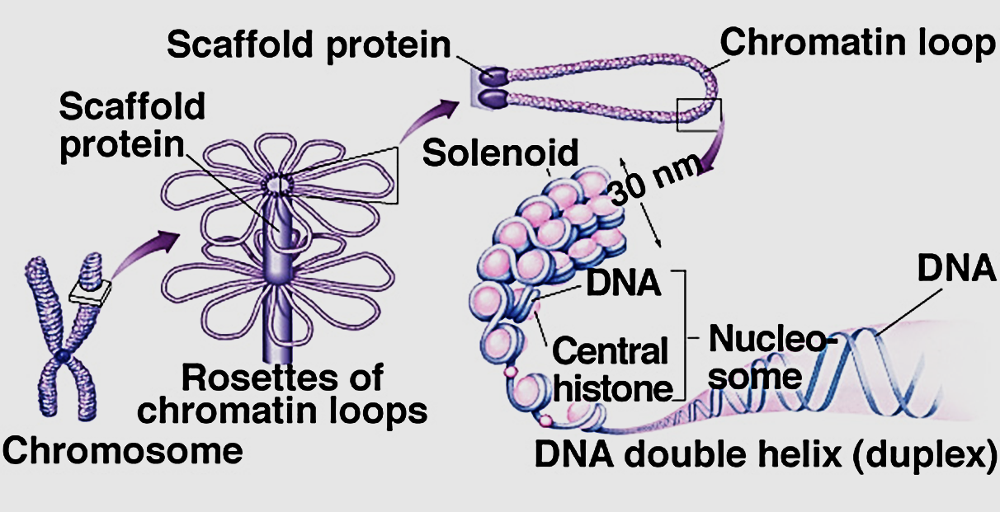 Scaffold protein
Chromatin loop
Scaffold
protein
Solenoid
30 nm
DNA
DNA
Central
histone
Nucleo-
some
Rosettes of
chromatin loops
Chromosome
DNA double helix (duplex)